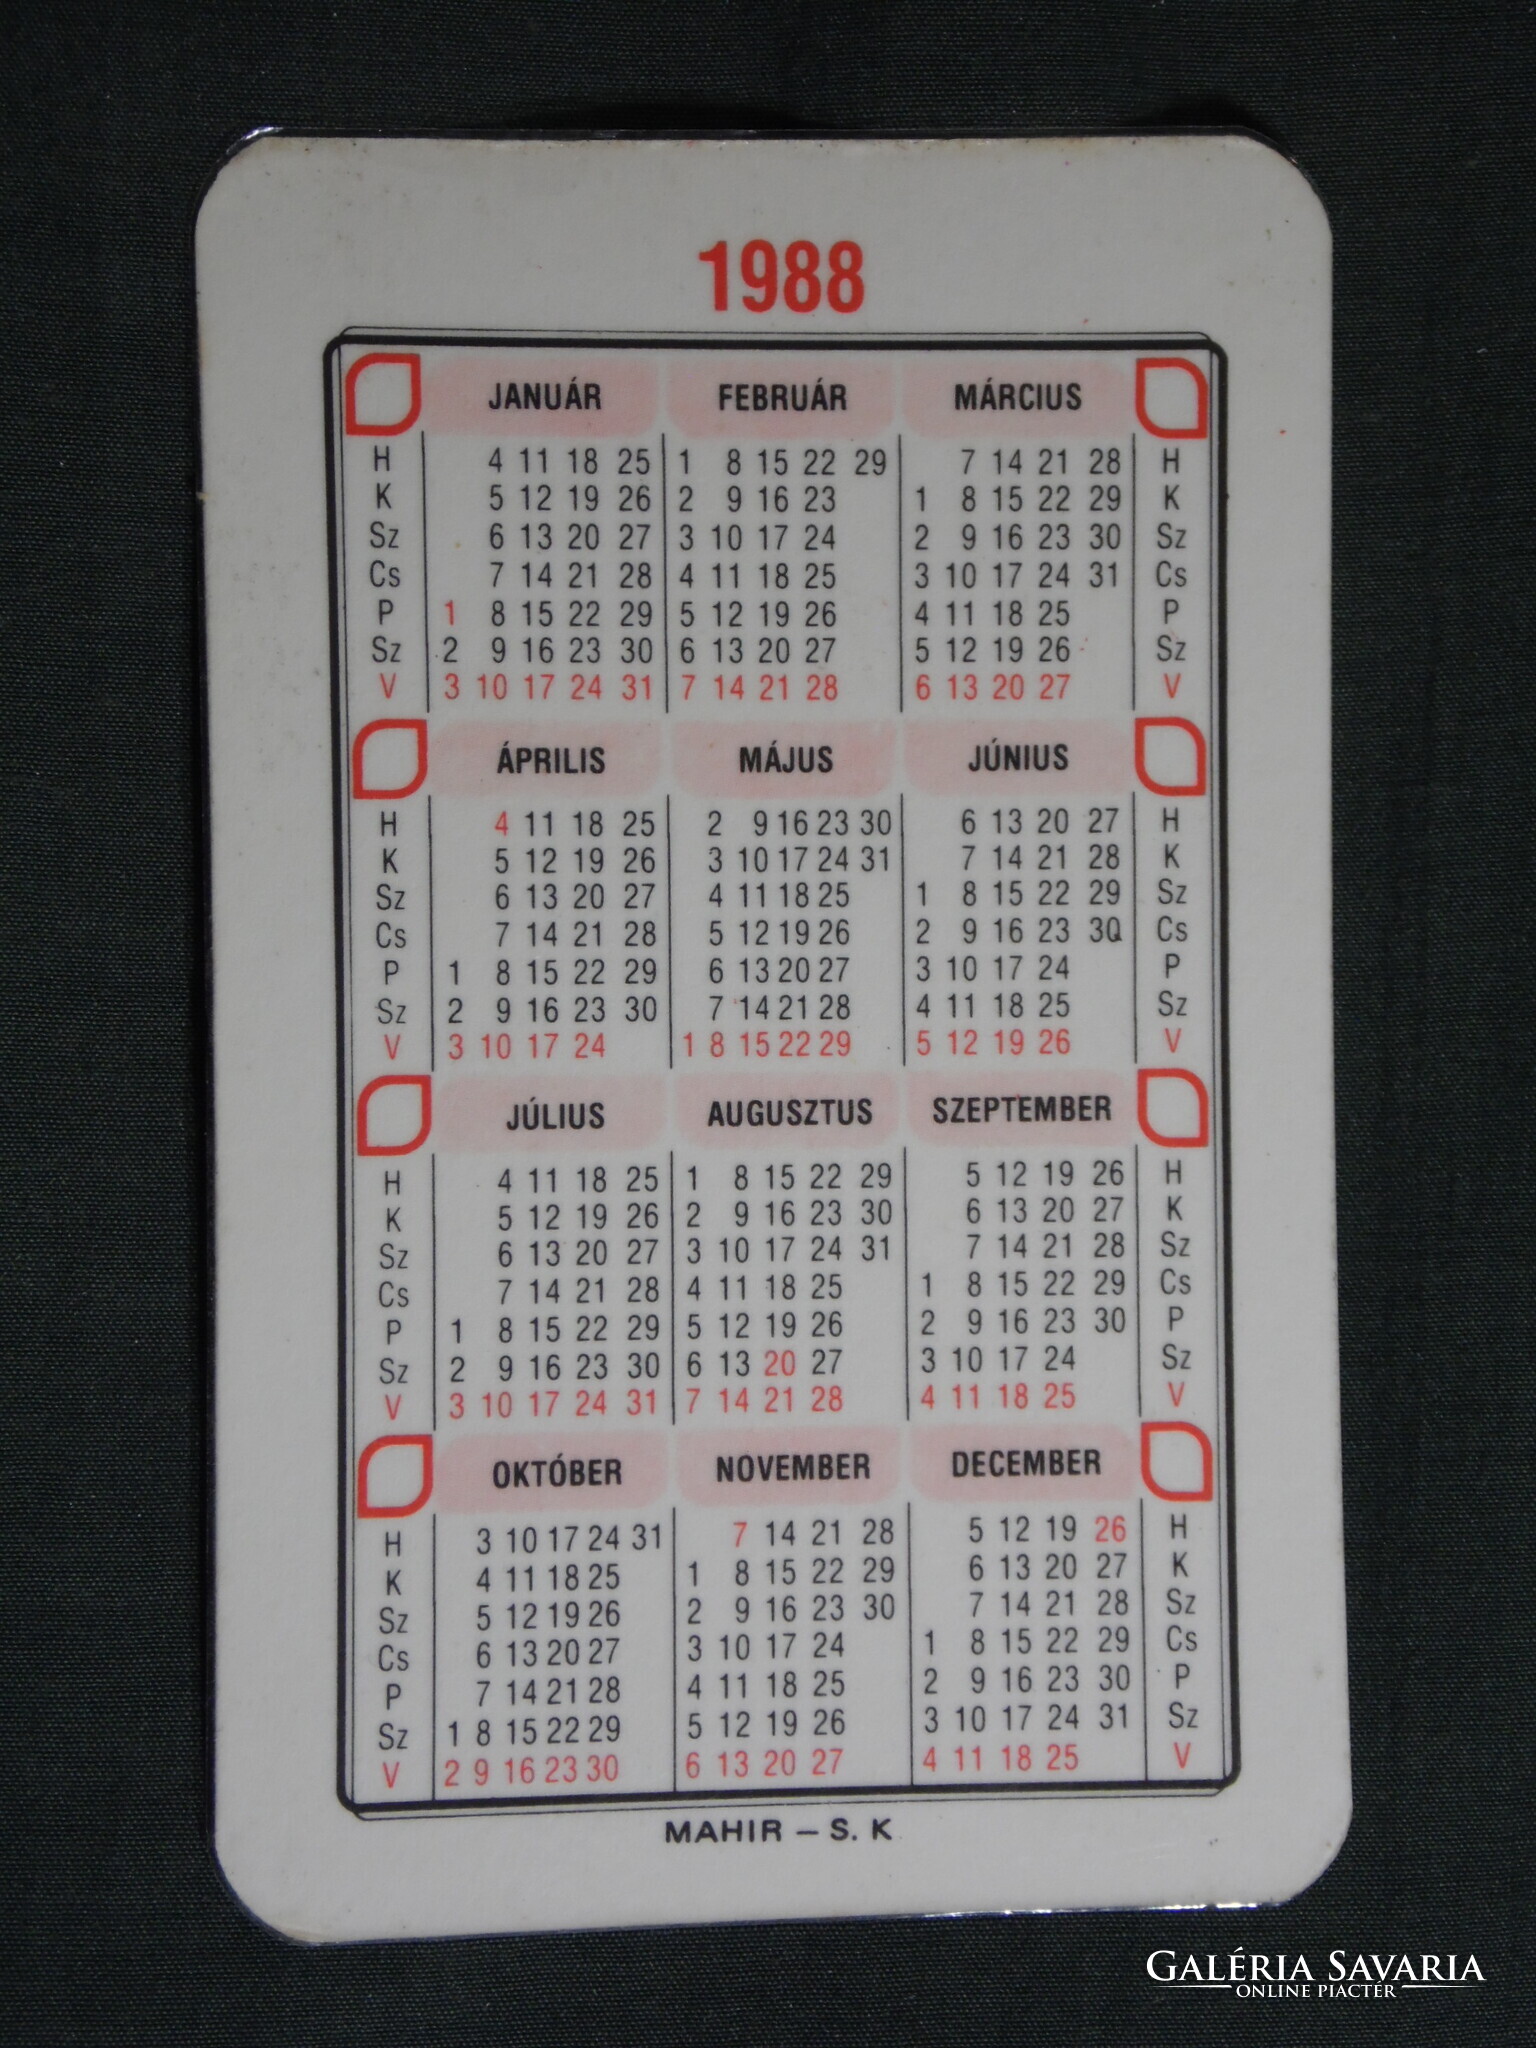 1988
JANUÁR FEBRUÁR MÁRCIUS
H 4 11 18 25 1 8 15 22 29 7 14 21 28 H
K 5 12 19 26 2 9 16 23 1 8 15 22 29 K
Sz 6 13 20 27 3 10 17 24 2 9 16 23 30 Sz
Cs 7 14 21 28 4 11 18 25 3 10 17 24 31 Cs
P 1 8 15 22 29 5 12 19 26 4 11 18 25 P
Sz 2 9 16 23 30 6 13 20 27 5 12 19 26 Sz
V 3 10 17 24 31 7 14 21 28 6 13 20 27 V
ÁPRILIS MÁJUS JÚNIUS
H 4 11 18 25 2 9 16 23 30 6 13 20 27 H
K 5 12 19 26 3 10 17 24 31 7 14 21 28 K
Sz 6 13 20 27 4 11 18 25 1 8 15 22 29 Sz
Cs 7 14 21 28 5 12 19 26 2 9 16 23 30 Cs
P 1 8 15 22 29 6 13 20 27 3 10 17 24 P
Sz 2 9 16 23 30 7 14 21 28 4 11 18 25 Sz
V 3 10 17 24 1 8 15 22 29 5 12 19 26 V
JÚLIUS AUGUSZTUS SZEPTEMBER
H 4 11 18 25 1 8 15 22 29 5 12 19 26 H
K 5 12 19 26 2 9 16 23 30 6 13 20 27 K
Sz 6 13 20 27 3 10 17 24 31 7 14 21 28 Sz
Cs 7 14 21 28 4 11 18 25 1 8 15 22 29 Cs
P 1 8 15 22 29 5 12 19 26 2 9 16 23 30 P
Sz 2 9 16 23 30 6 13 20 27 3 10 17 24 Sz
V 3 10 17 24 31 7 14 21 28 4 11 18 25 V
OKTÓBER NOVEMBER DECEMBER
H 3 10 17 24 31 7 14 21 28 5 12 19 26 H
K 4 11 18 25 1 8 15 22 29 6 13 20 27 K
Sz 5 12 19 26 2 9 16 23 30 7 14 21 28 Sz
Cs 6 13 20 27 3 10 17 24 1 8 15 22 29 Cs
P 7 14 21 28 4 11 18 25 2 9 16 23 30 P
Sz 1 8 15 22 29 5 12 19 26 3 10 17 24 31 Sz
V 2 9 16 23 30 6 13 20 27 4 11 18 25 V
MAHIR – S. K
GALÉRIA SAVARIA
ONLINE PIACTÉR